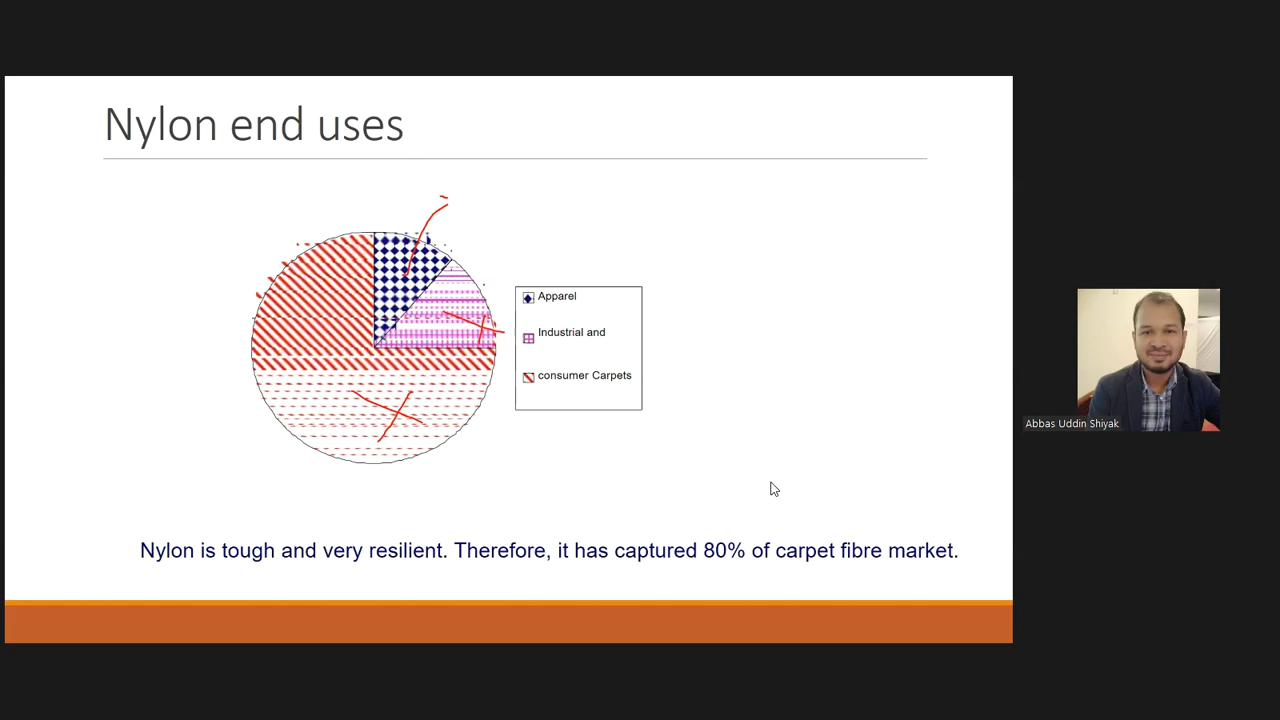 Nylon end uses
Apparel
Industrial and
consumer Carpets
Abbas Uddin Shiyak
Nylon is tough and very resilient. Therefore, it has captured 80% of carpet fibre market.